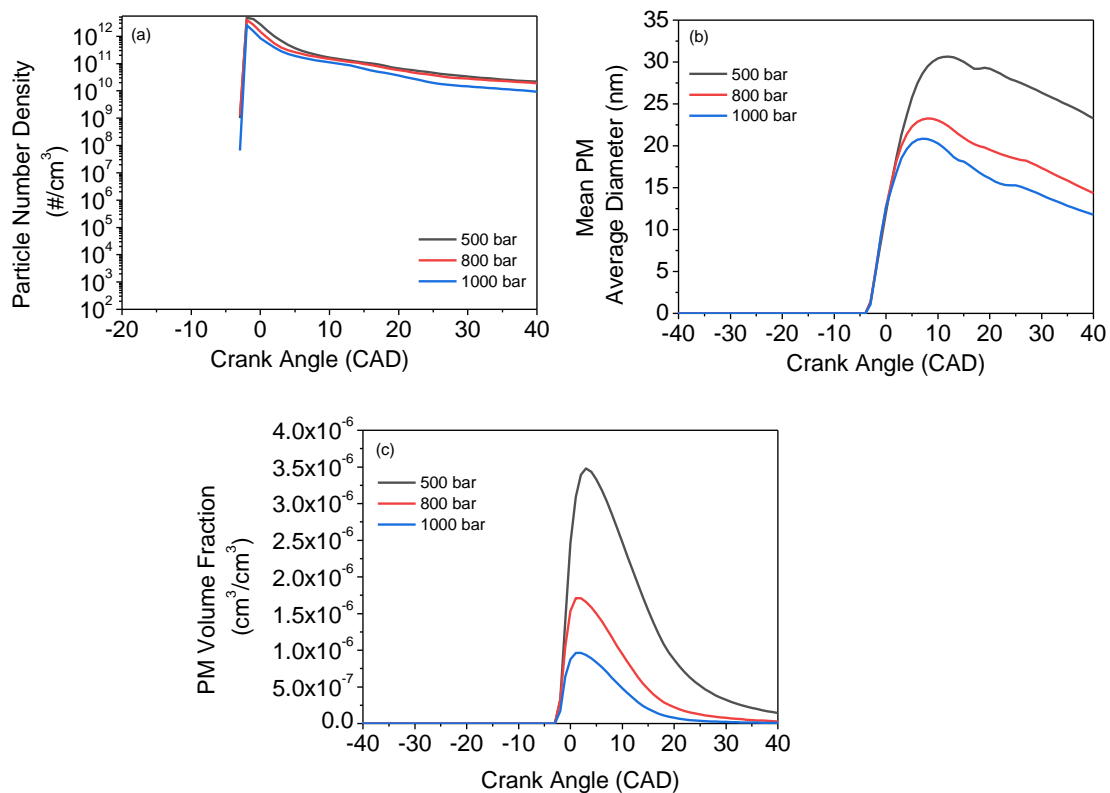 (a)
10^12
10^11
10^10
10^9
10^8
10^7
10^6
10^5
10^4
10^3
10^2
Particle Number Density
(#/cm^3)
500 bar
800 bar
1000 bar
-20 -10 0 10 20 30 40
Crank Angle (CAD)
(b)
35
30
25
20
15
10
5
0
Mean PM
Average Diameter (nm)
500 bar
800 bar
1000 bar
-40 -30 -20 -10 0 10 20 30 40
Crank Angle (CAD)
(c)
4.0x10^-6
3.5x10^-6
3.0x10^-6
2.5x10^-6
2.0x10^-6
1.5x10^-6
1.0x10^-6
5.0x10^-7
0.0
PM Volume Fraction
(cm^3/cm^3)
500 bar
800 bar
1000 bar
-40 -30 -20 -10 0 10 20 30 40
Crank Angle (CAD)